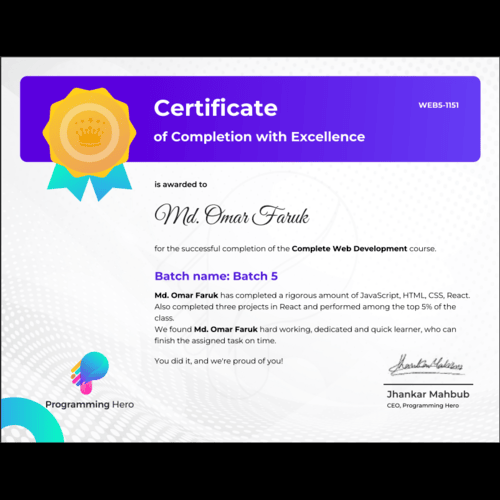 Certificate
WEB5-1151
of Completion with Excellence
is awarded to
Md. Omar Faruk
for the successful completion of the Complete Web Development course.
Batch name: Batch 5
Md. Omar Faruk has completed a rigorous amount of JavaScript, HTML, CSS, React.
Also completed three projects in React and performed among the top 5% of the
class.
We found Md. Omar Faruk hard working, dedicated and quick learner, who can
finish the assigned task on time.
You did it, and we're proud of you!
Programming Hero
Jhankar Mahbub
CEO, Programming Hero